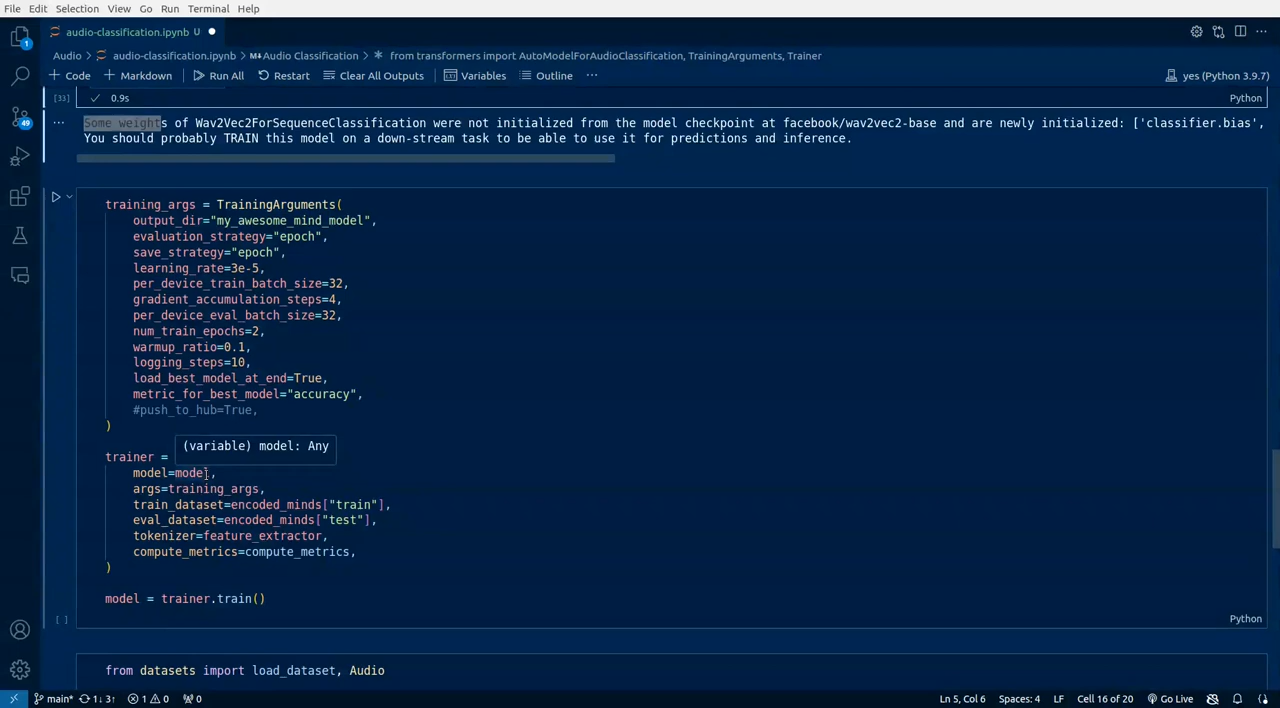 File Edit Selection View Go Run Terminal Help
audio-classification.ipynb U
Audio > audio-classification.ipynb > M↓Audio Classification > from transformers import AutoModelForAudioClassification, TrainingArguments, Trainer
+ Code + Markdown Run All Restart Clear All Outputs Variables Outline ··· yes (Python 3.9.7)
[33] ✓ 0.9s Python
··· Some weights of Wav2Vec2ForSequenceClassification were not initialized from the model checkpoint at facebook/wav2vec2-base and are newly initialized: ['classifier.bias',
You should probably TRAIN this model on a down-stream task to be able to use it for predictions and inference.
training_args = TrainingArguments(
output_dir="my_awesome_mind_model",
evaluation_strategy="epoch",
save_strategy="epoch",
learning_rate=3e-5,
per_device_train_batch_size=32,
gradient_accumulation_steps=4,
per_device_eval_batch_size=32,
num_train_epochs=2,
warmup_ratio=0.1,
logging_steps=10,
load_best_model_at_end=True,
metric_for_best_model="accuracy",
#push_to_hub=True,
)
(variable) model: Any
trainer =
model=model,
args=training_args,
train_dataset=encoded_minds["train"],
eval_dataset=encoded_minds["test"],
tokenizer=feature_extractor,
compute_metrics=compute_metrics,
)
model = trainer.train()
[ ] Python
from datasets import load_dataset, Audio
main* 1↓ 3↑ 1 0 0 Ln 5, Col 6 Spaces: 4 LF Cell 16 of 20 Go Live
1
49